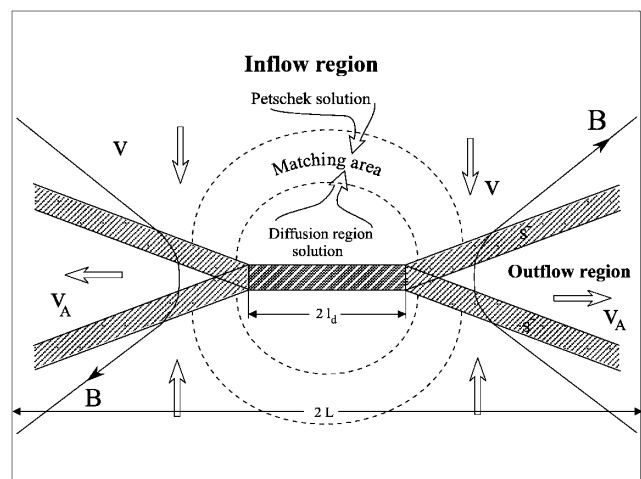 Inflow region
Petschek solution
B
v
Matching area
v
Diffusion region
solution
S⁻
Outflow region
V_A
2 l_d
V_A
S⁻
B
2 L